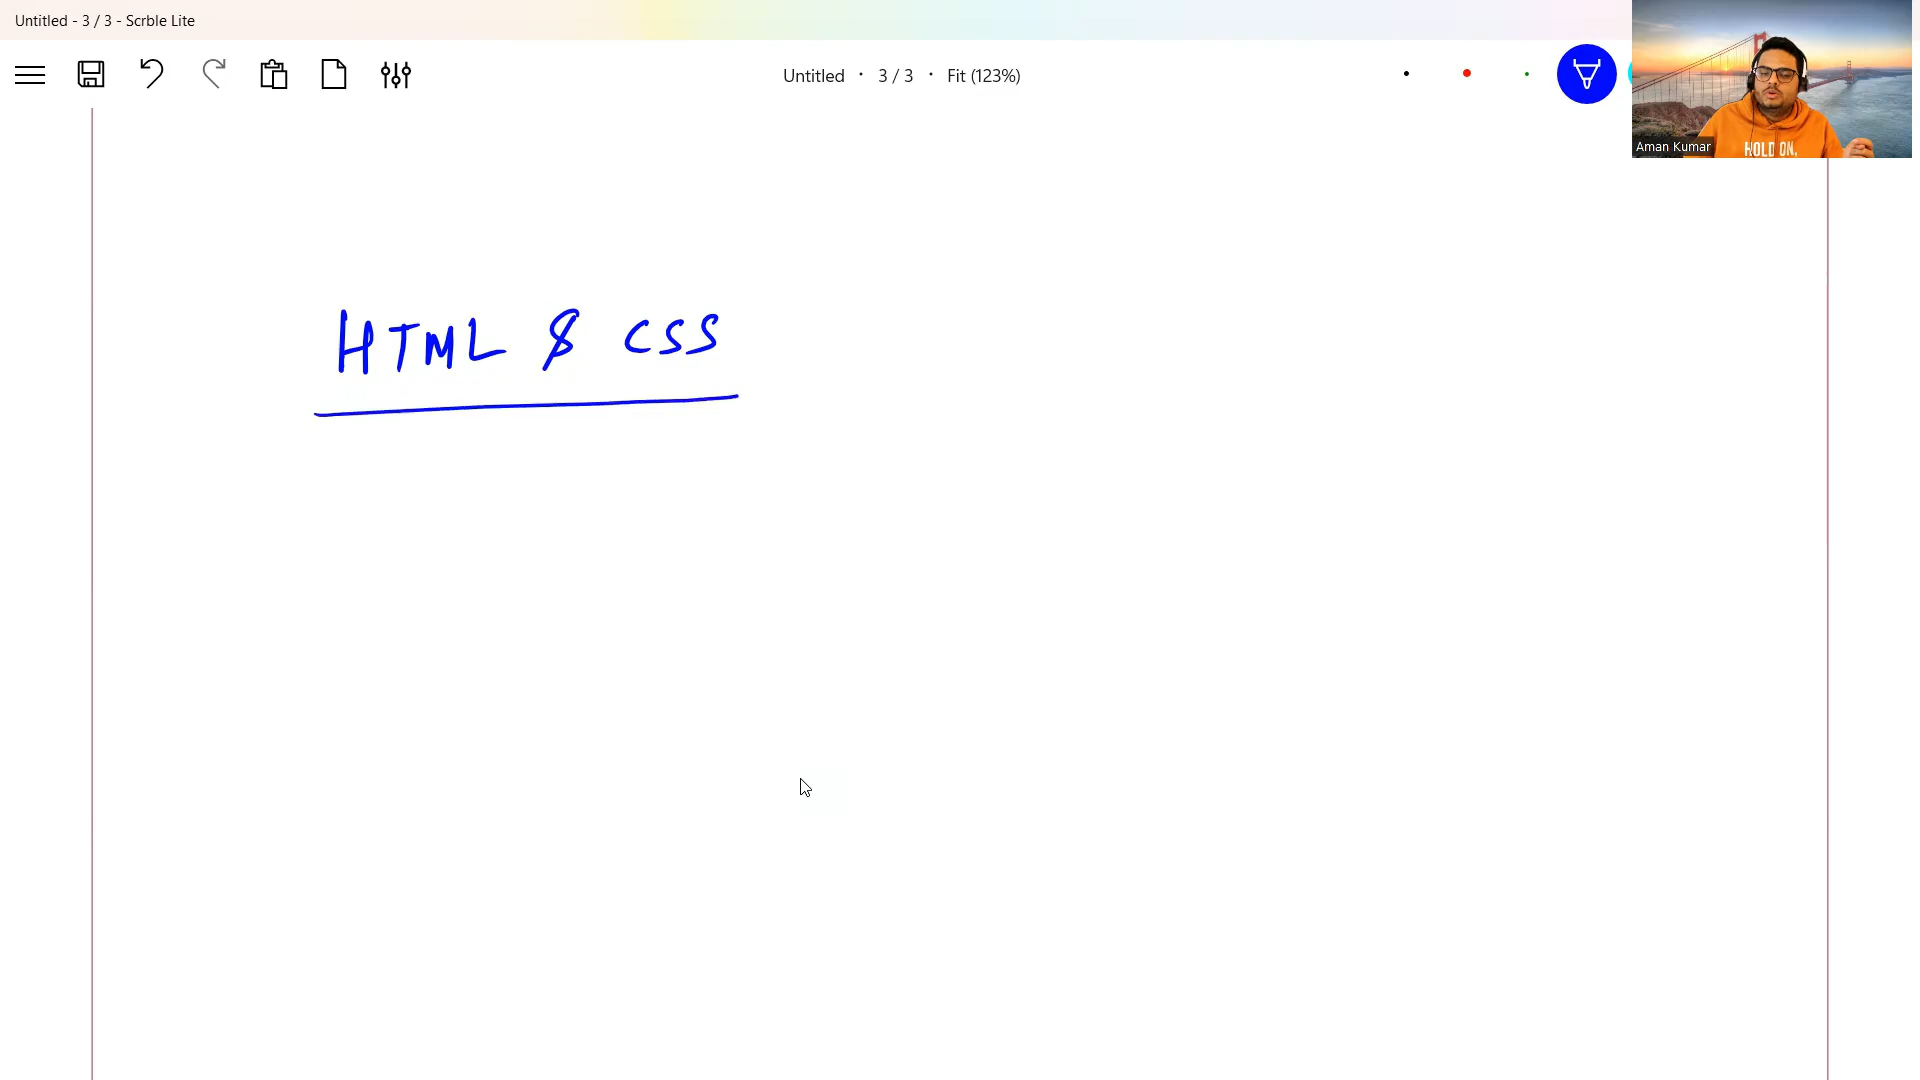 Untitled - 3 / 3 - Scrble Lite
Untitled • 3 / 3 • Fit (123%)
Aman Kumar
HOLD ON,
HTML & CSS